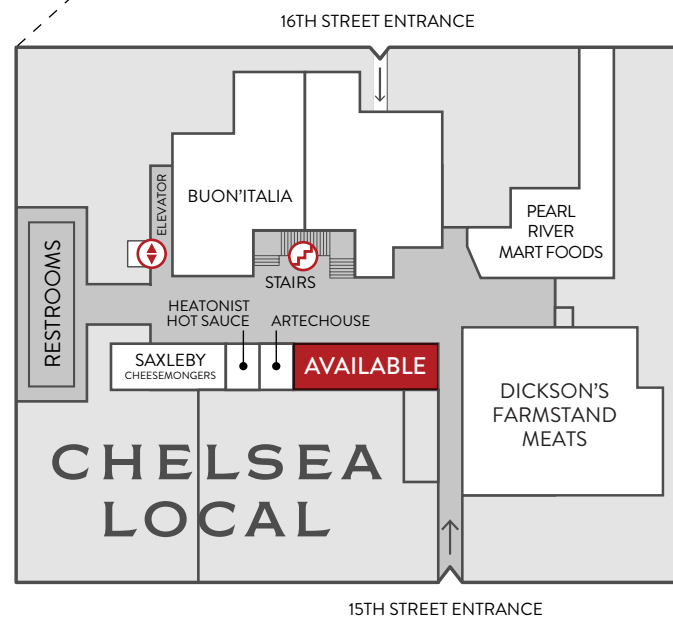 16TH STREET ENTRANCE
ELEVATOR
BUON'ITALIA
PEARL
RIVER
MART FOODS
RESTROOMS
STAIRS
HEATONIST
HOT SAUCE
ARTECHOUSE
SAXLEBY
CHEESEMONGERS
AVAILABLE
DICKSON'S
FARMSTAND
MEATS
CHELSEA
LOCAL
15TH STREET ENTRANCE